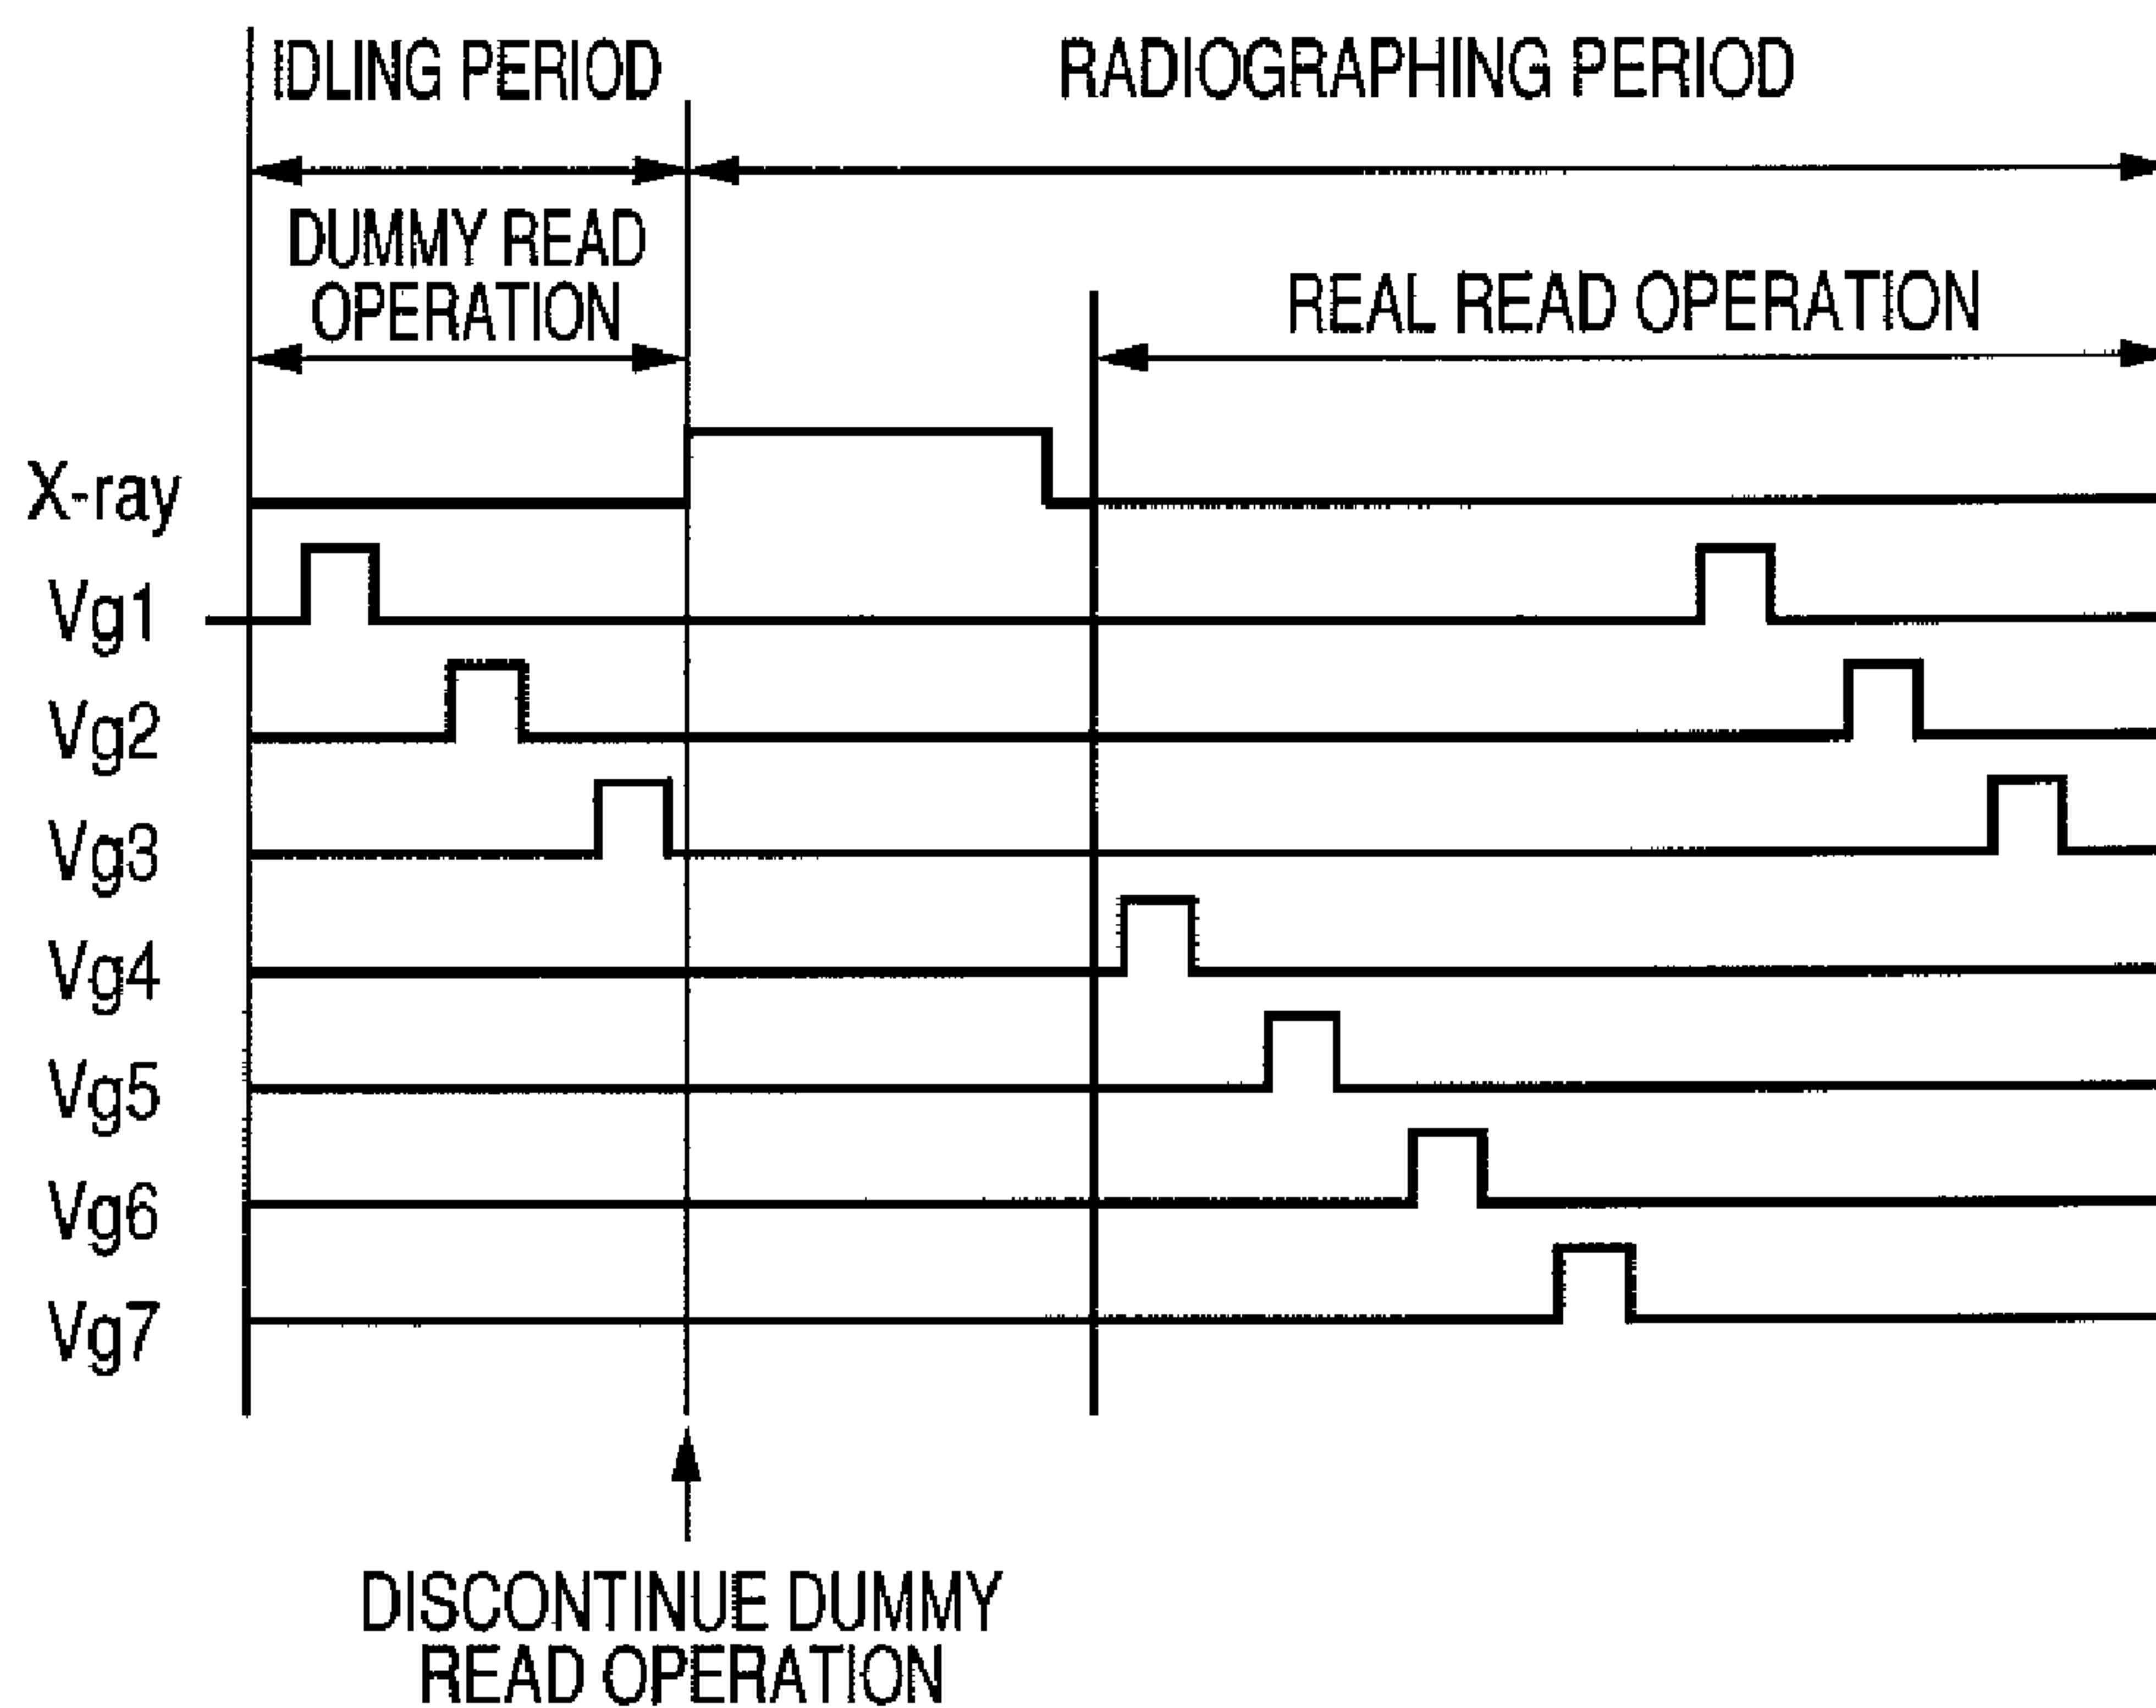 IDLING PERIOD
RADIOGRAPHING PERIOD
DUMMY READ
OPERATION
REAL READ OPERATION
X-ray
Vg1
Vg2
Vg3
Vg4
Vg5
Vg6
Vg7
DISCONTINUE DUMMY
READ OPERATION